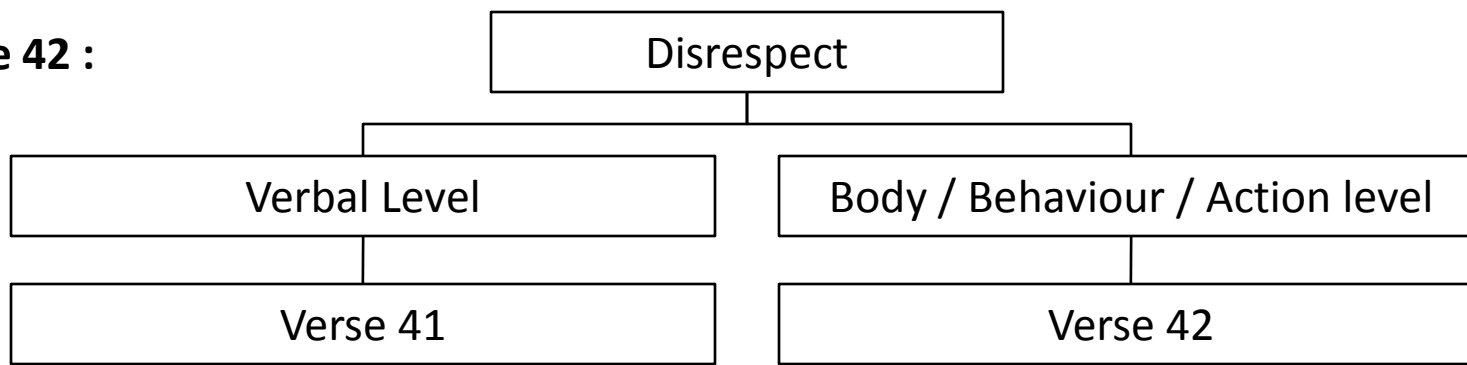 e 42 :
Disrespect
Verbal Level
Body / Behaviour / Action level
Verse 41
Verse 42